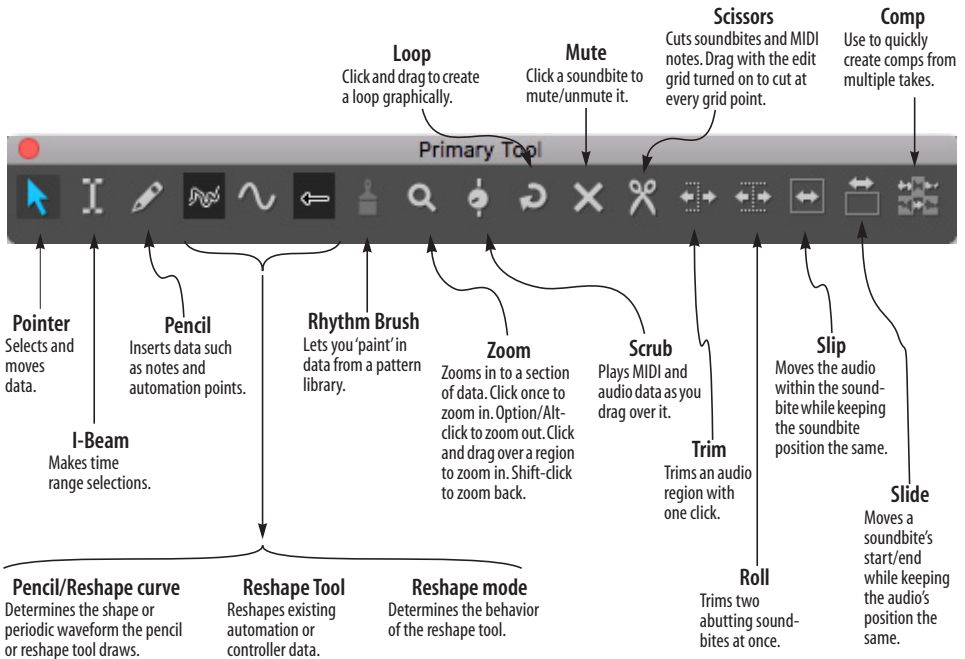 Scissors
Cuts soundbites and MIDI
notes. Drag with the edit
grid turned on to cut at
every grid point.
Comp
Use to quickly
create comps from
multiple takes.
Loop
Click and drag to create
a loop graphically.
Mute
Click a soundbite to
mute/unmute it.
Primary Tool
Pointer
Selects and
moves
data.
Pencil
Inserts data such
as notes and
automation points.
Rhythm Brush
Lets you ‘paint’ in
data from a pattern
library.
Zoom
Zooms in to a section
of data. Click once to
zoom in. Option/Alt-
click to zoom out. Click
and drag over a region
to zoom in. Shift-click
to zoom back.
Scrub
Plays MIDI and
audio data as you
drag over it.
Slip
Moves the audio
within the sound-
bite while keeping
the soundbite
position the same.
I-Beam
Makes time
range selections.
Trim
Trims an audio
region with
one click.
Slide
Moves a
soundbite’s
start/end
while keeping
the audio’s
position the
same.
Pencil/Reshape curve
Determines the shape or
periodic waveform the pencil
or reshape tool draws.
Reshape Tool
Reshapes existing
automation or
controller data.
Reshape mode
Determines the behavior
of the reshape tool.
Roll
Trims two
abutting sound-
bites at once.